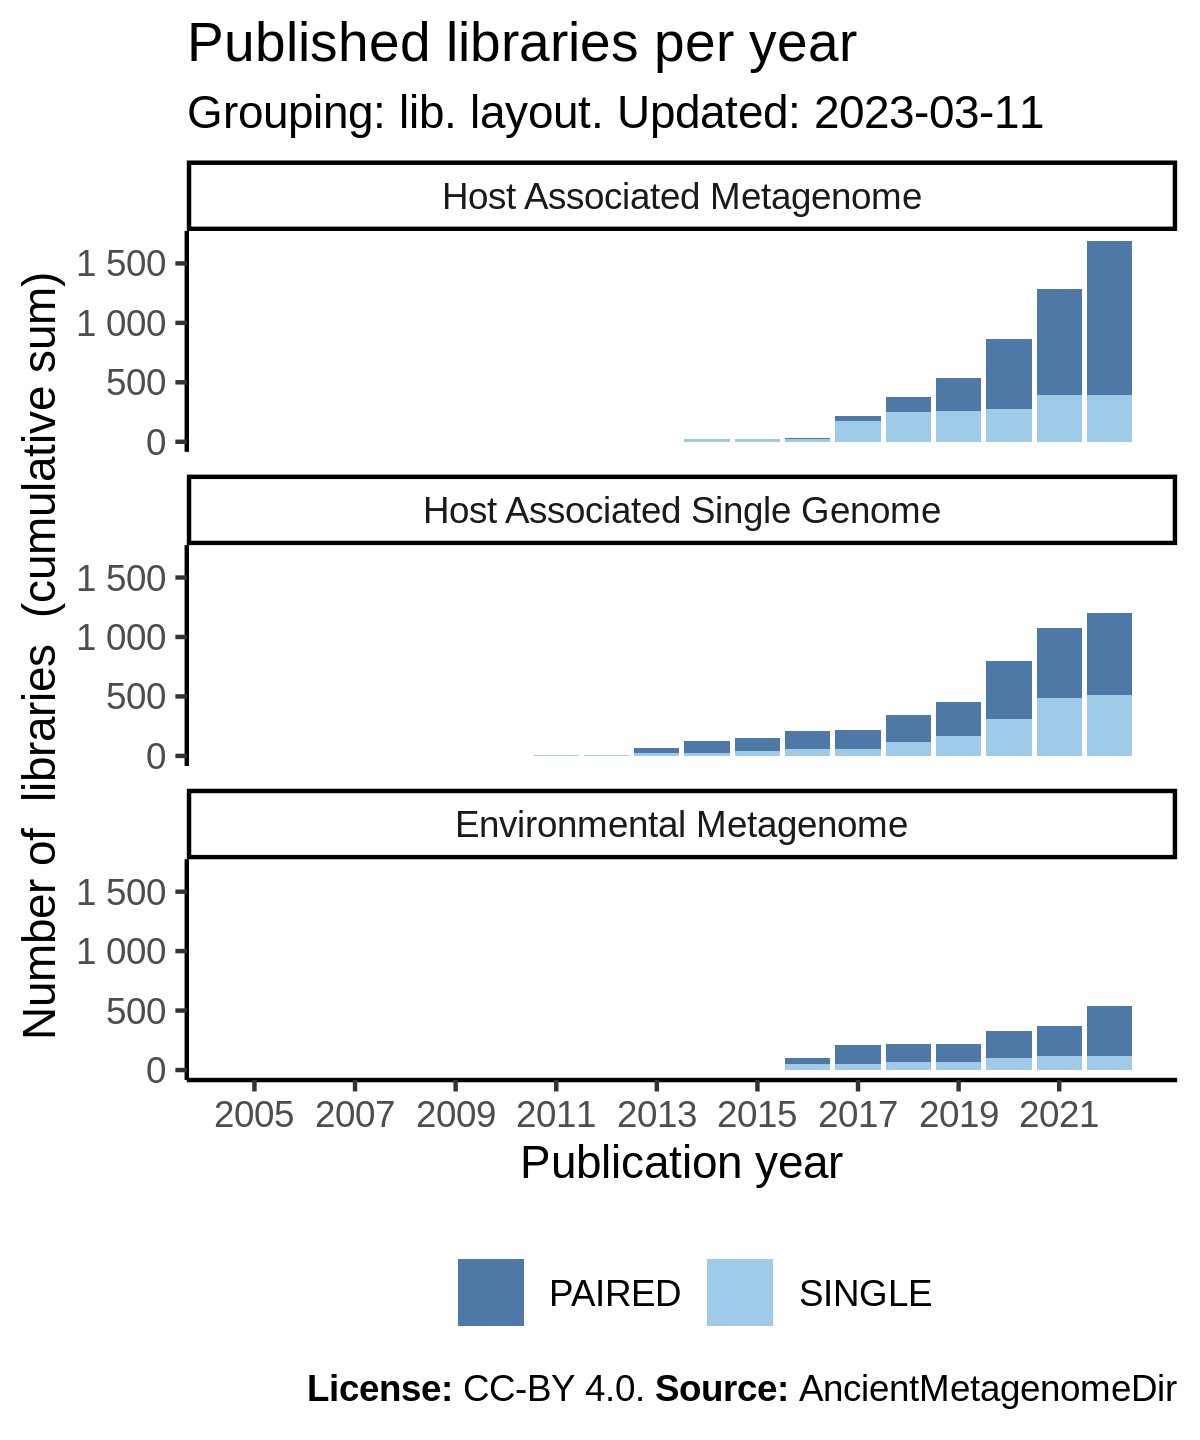 Published libraries per year
Grouping: lib. layout. Updated: 2023-03-11
Number of libraries (cumulative sum)
Host Associated Metagenome
1 500
1 000
500
0
Host Associated Single Genome
1 500
1 000
500
0
Environmental Metagenome
1 500
1 000
500
0
2005 2007 2009 2011 2013 2015 2017 2019 2021
Publication year
PAIRED SINGLE
License: CC-BY 4.0. Source: AncientMetagenomeDir